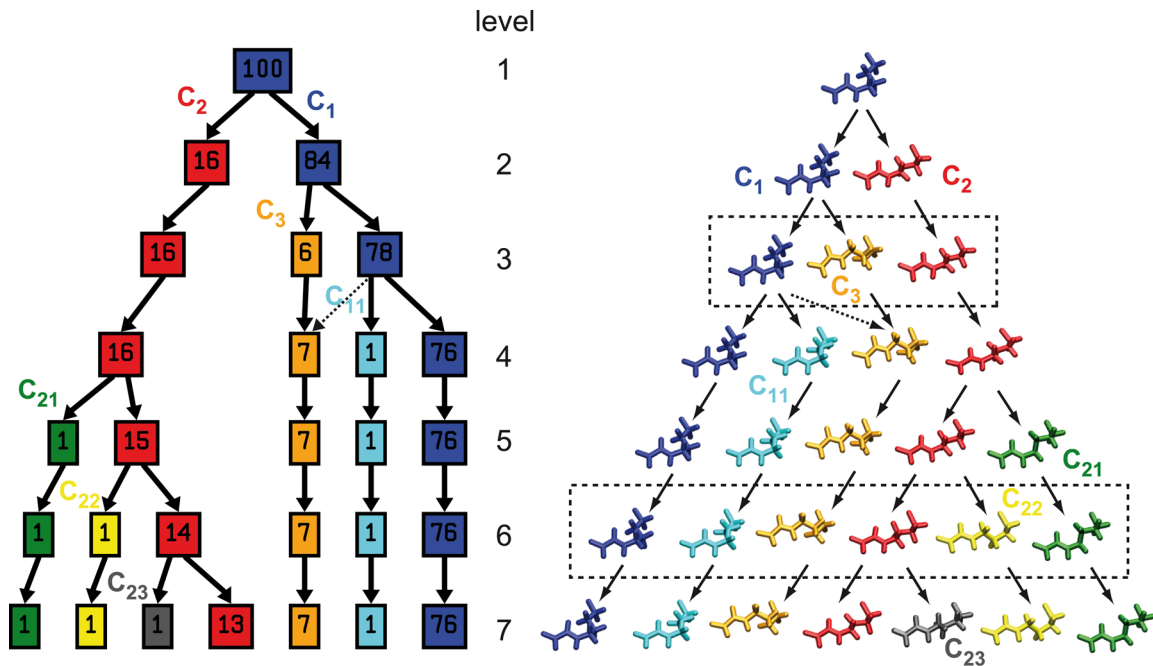 level
100 1
C2 C1
16 84 2 C1 C2
C3
16 6 78 3
C11 C3
16 7 1 76 4
C21 C11
1 15 7 1 76 5
C21
C22 C22
1 1 14 7 1 76 6
C23
1 1 1 13 7 1 76 7
C23